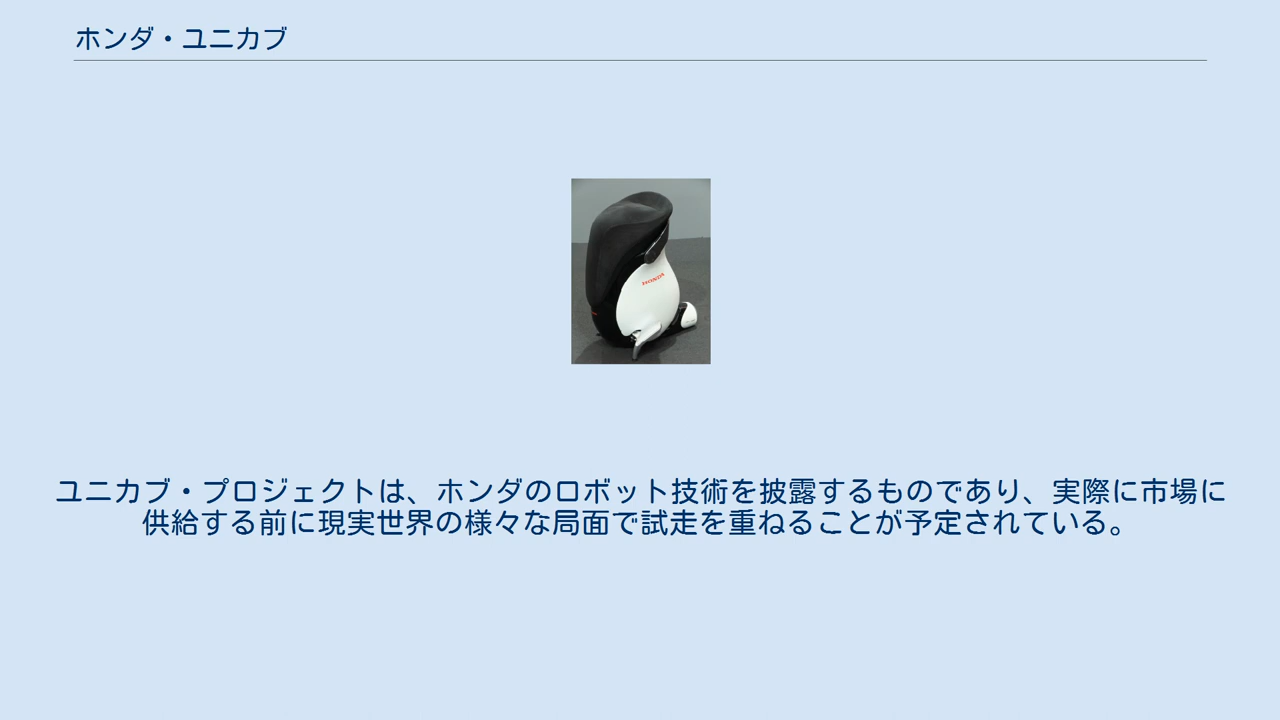 ホンダ・ユニカブ
HONDA
ユニカブ・プロジェクトは、ホンダのロボット技術を披露するものであり、実際に市場に
供給する前に現実世界の様々な局面で試走を重ねることが予定されている。